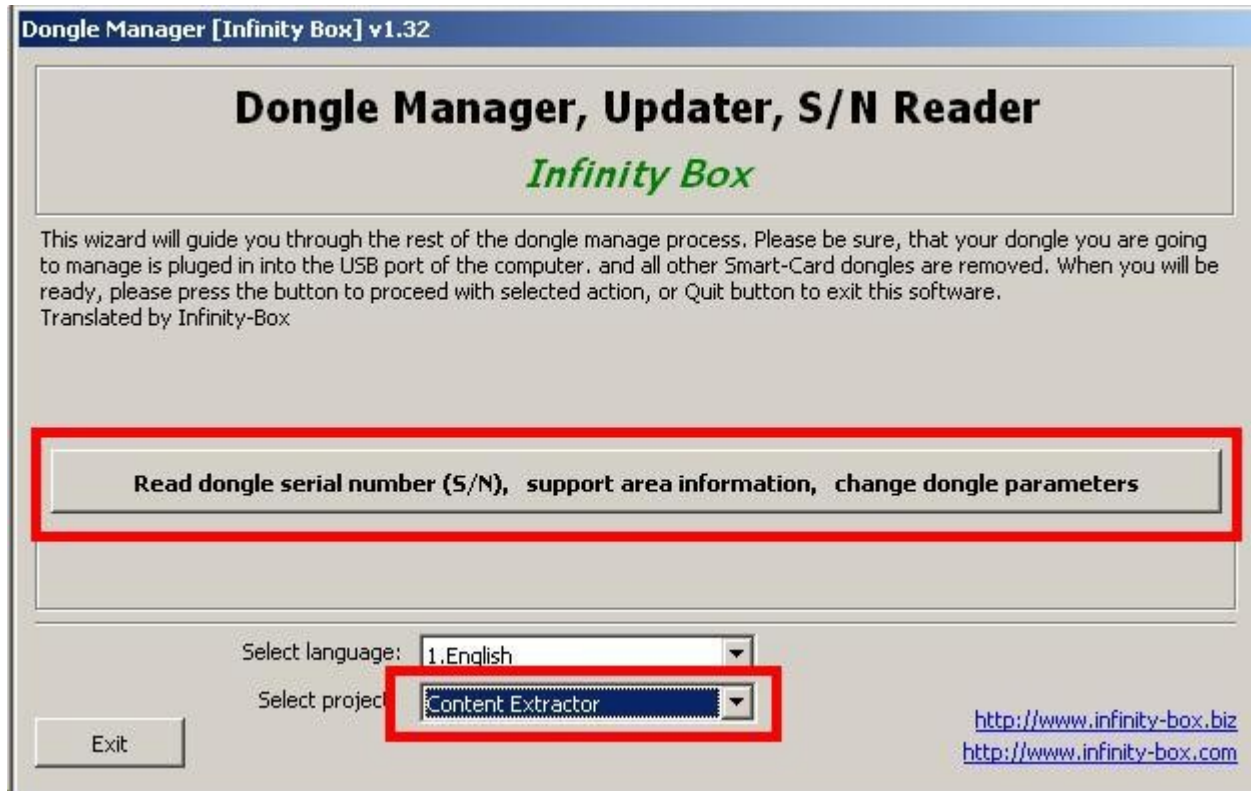 Dongle Manager [Infinity Box] v1.32
Dongle Manager, Updater, S/N Reader
Infinity Box
This wizard will guide you through the rest of the dongle manage process. Please be sure, that your dongle you are going
to manage is pluged in into the USB port of the computer. and all other Smart-Card dongles are removed. When you will be
ready, please press the button to proceed with selected action, or Quit button to exit this software.
Translated by Infinity-Box
Read dongle serial number (S/N), support area information, change dongle parameters
Select language: 1.English
Select project Content Extractor
Exit
http://www.infinity-box.biz
http://www.infinity-box.com